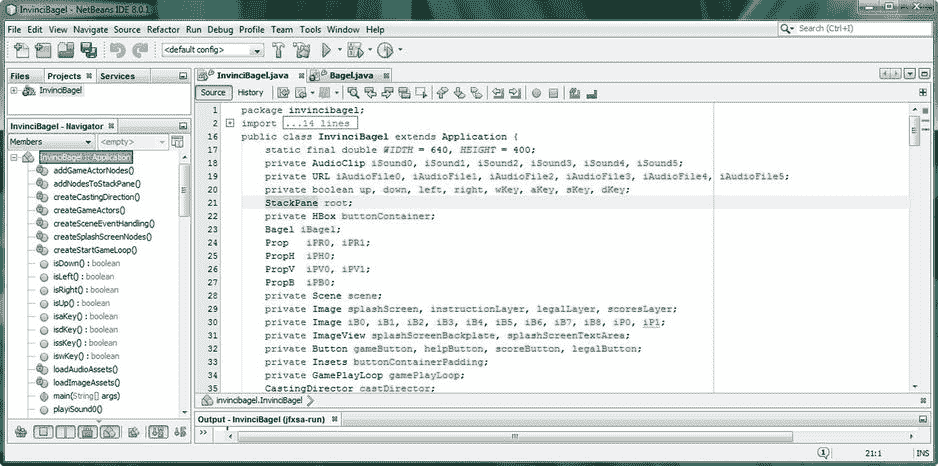 InvinciBagel - NetBeans IDE 8.0.1
File Edit View Navigate Source Refactor Run Debug Profile Team Tools Window Help
Search (Ctrl+I)
<default config>
Files Projects Services
InvinciBagel
InvinciBagel - Navigator
Members <empty>
InvinciBagel :: Application
addGameActorNodes()
addNodesToStackPane()
createCastingDirection()
createGameActors()
createSceneEventHandling()
createSplashScreenNodes()
createStartGameLoop()
isDown() : boolean
isLeft() : boolean
isRight() : boolean
isUp() : boolean
isaKey() : boolean
isdKey() : boolean
issKey() : boolean
iswKey() : boolean
loadAudioAssets()
loadImageAssets()
main(String[] args)
playiSound0()
InvinciBagel.java Bagel.java
Source History
1 package invincibagel;
2 import ...14 lines
16 public class InvinciBagel extends Application {
17 static final double WIDTH = 640, HEIGHT = 400;
18 private AudioClip iSound0, iSound1, iSound2, iSound3, iSound4, iSound5;
19 private URL iAudioFile0, iAudioFile1, iAudioFile2, iAudioFile3, iAudioFile4, iAudioFile5;
20 private boolean up, down, left, right, wKey, aKey, sKey, dKey;
21 StackPane root;
22 private HBox buttonContainer;
23 Bagel iBagel;
24 Prop iPR0, iPR1;
25 PropH iPH0;
26 PropV iPV0, iPV1;
27 PropB iPB0;
28 private Scene scene;
29 private Image splashScreen, instructionLayer, legalLayer, scoresLayer;
30 private Image iB0, iB1, iB2, iB3, iB4, iB5, iB6, iB7, iB8, iP0, iP1;
31 private ImageView splashScreenBackplate, splashScreenTextArea;
32 private Button gameButton, helpButton, scoreButton, legalButton;
33 private Insets buttonContainerPadding;
34 private GamePlayLoop gamePlayLoop;
35 CastingDirector castDirector;
invincibagel.InvinciBagel
Output - InvinciBagel (jfxsa-run)
1 21:1 INS